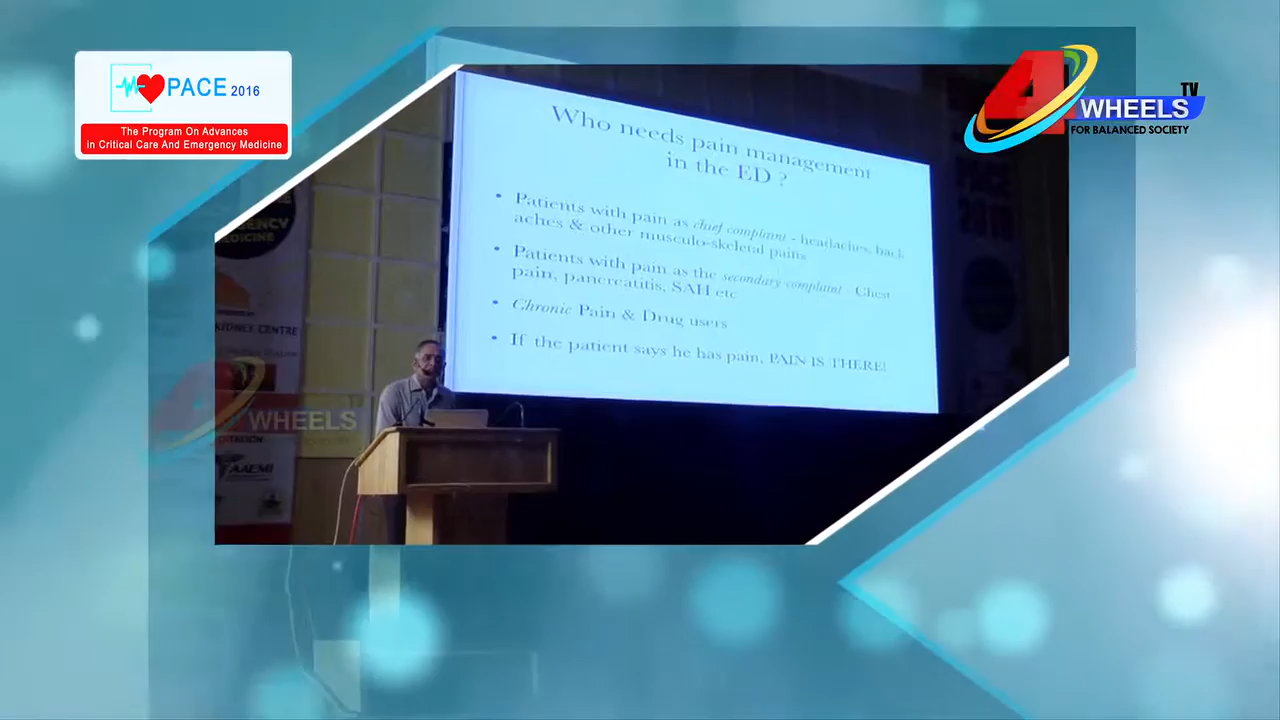 PACE 2016
The Program On Advances
in Critical Care And Emergency Medicine
4 WHEELS TV
FOR BALANCED SOCIETY
Who needs pain management
in the ED ?
• Patients with pain as chief complaint - headaches, back
aches & other musculo-skeletal pains
• Patients with pain as the secondary complaint - Chest
pain, pancreatitis, SAH etc
• Chronic Pain & Drug users
• If the patient says he has pain, PAIN IS THERE!
MEDICINE
KIDNEY CENTRE
WHEELS
AAEMI